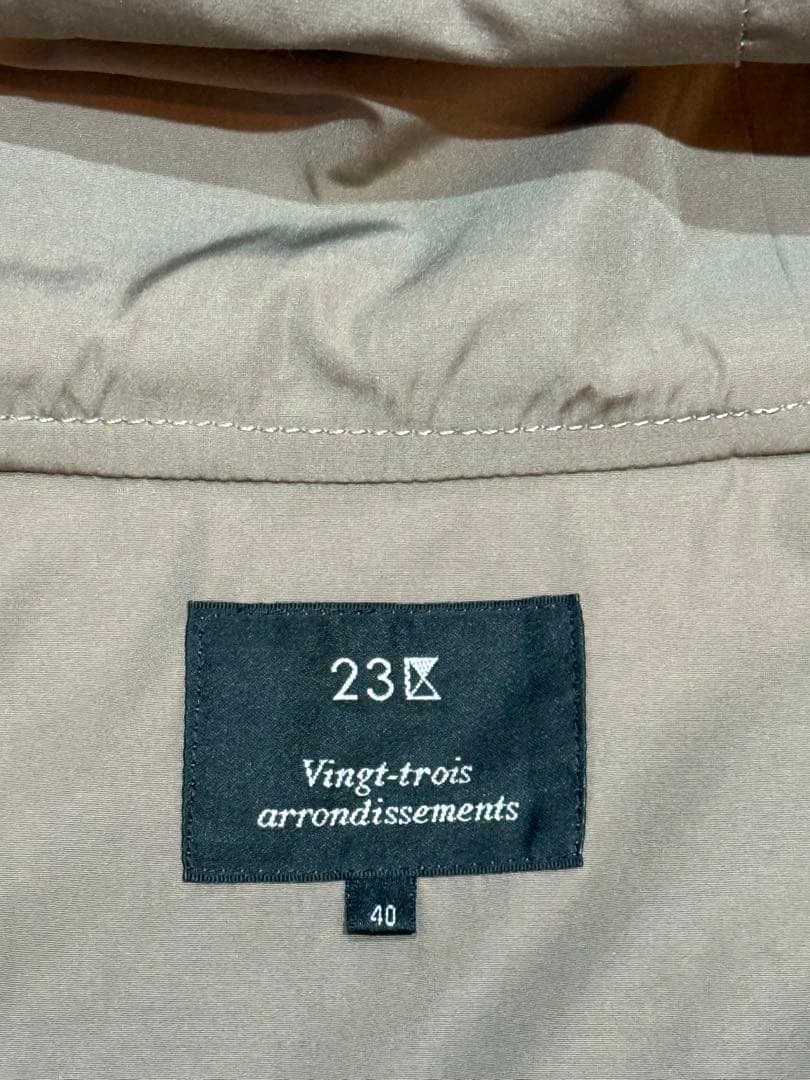 23区
Vingt-trois
arrondissements
40